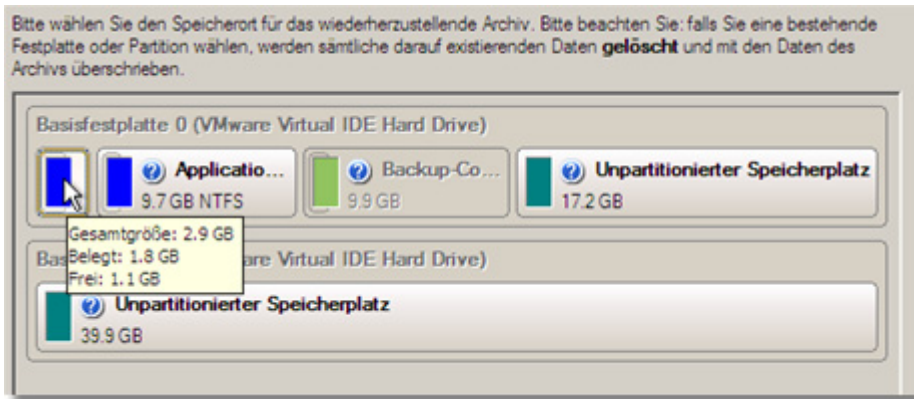 Bitte wählen Sie den Speicherort für das wiederherzustellende Archiv. Bitte beachten Sie: falls Sie eine bestehende
Festplatte oder Partition wählen, werden sämtliche darauf existierenden Daten gelöscht und mit den Daten des
Archivs überschrieben.
Basisfestplatte 0 (VMware Virtual IDE Hard Drive)
Applicatio...
9.7 GB NTFS
Backup-Co...
9.9 GB
Unpartitionierter Speicherplatz
17.2 GB
Gesamtgröße: 2.9 GB
Belegt: 1.8 GB
Frei: 1.1 GB
Virtual IDE Hard Drive)
Unpartitionierter Speicherplatz
39.9 GB